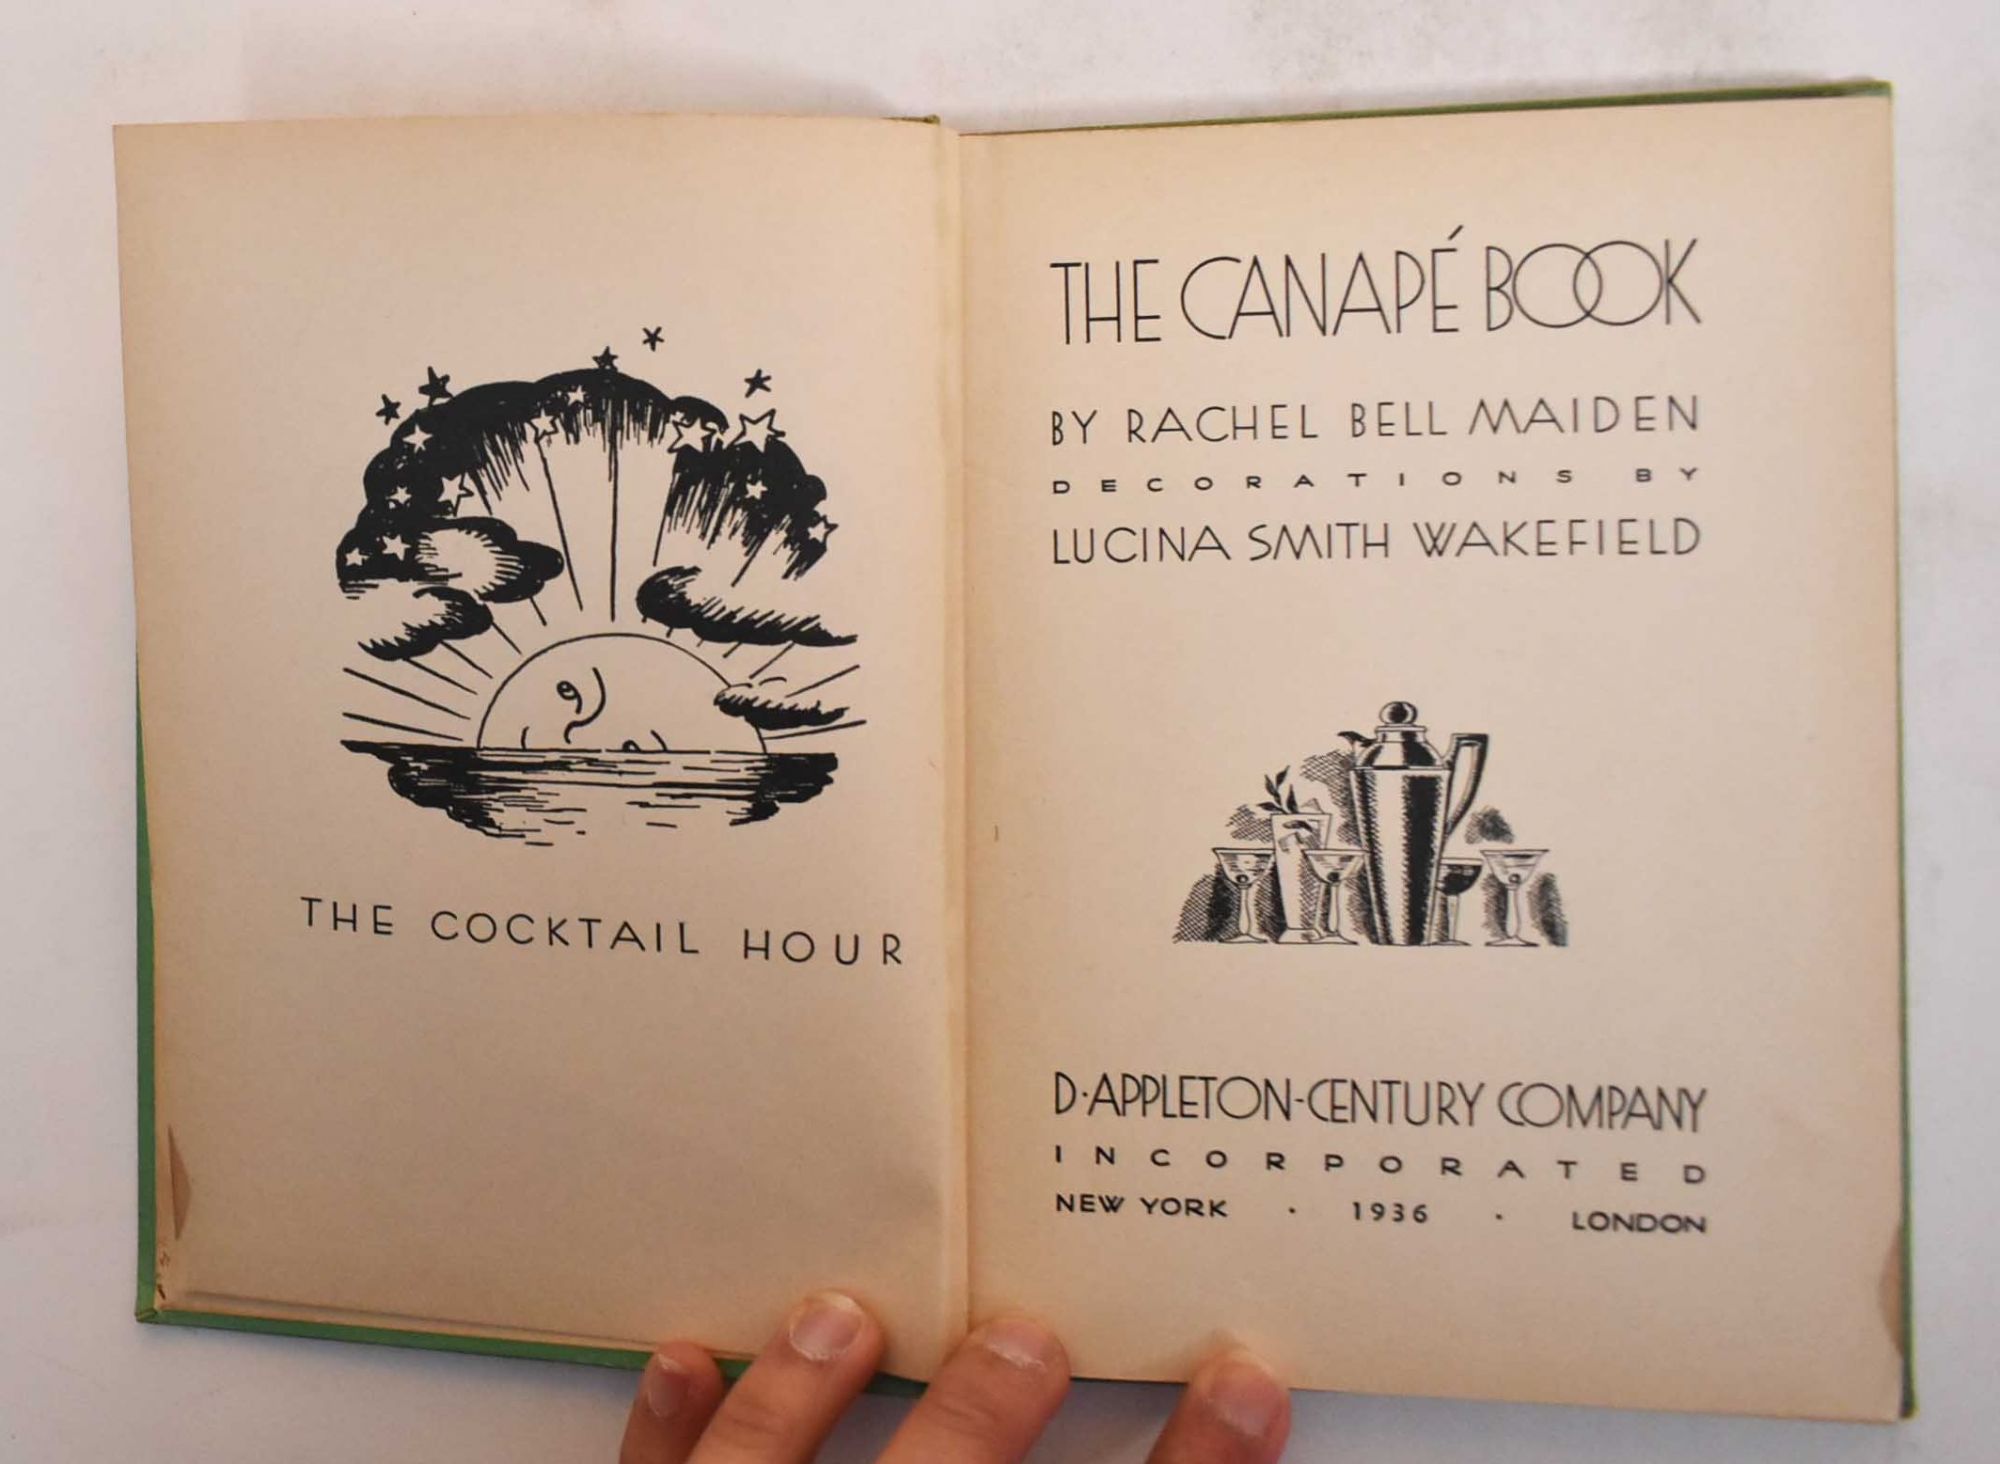 THE COCKTAIL HOUR
THE CANAPÉ BOOK
BY RACHEL BELL MAIDEN
DECORATIONS BY
LUCINA SMITH WAKEFIELD
D·APPLETON-CENTURY COMPANY
INCORPORATED
NEW YORK · 1936 · LONDON